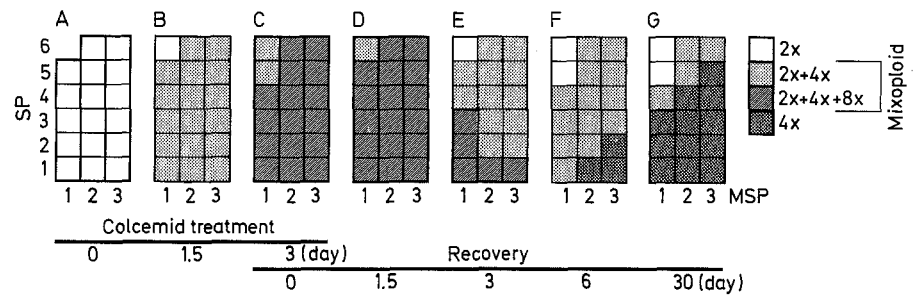 A B C D E F G
6
5
4
3
2
1
SP
1 2 3 1 2 3 1 2 3 1 2 3 1 2 3 1 2 3 1 2 3 MSP
2x
2x+4x
2x+4x+8x
4x
Mixoploid
Colcemid treatment
0 1.5 3 (day)
Recovery
0 1.5 3 6 30 (day)